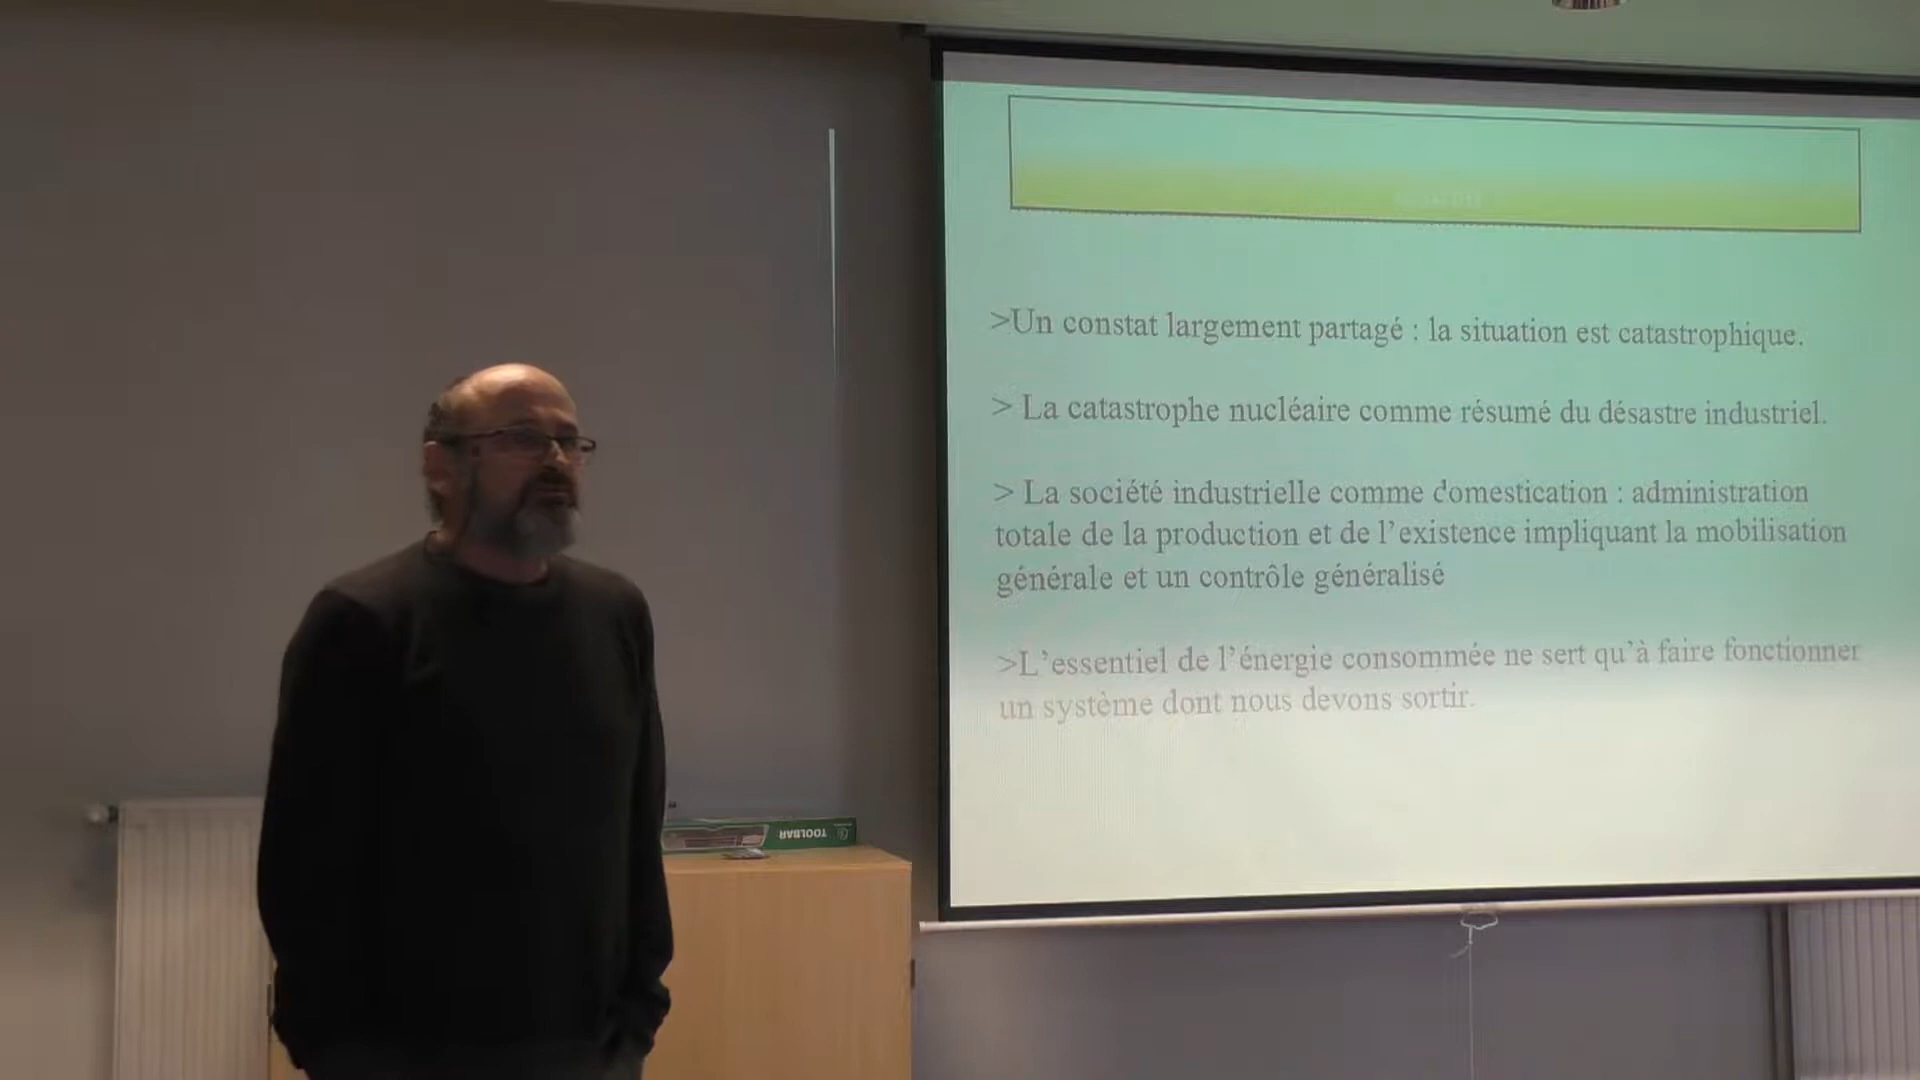 >Un constat largement partagé : la situation est catastrophique.
> La catastrophe nucléaire comme résumé du désastre industriel.
> La société industrielle comme domestication : administration
totale de la production et de l'existence impliquant la mobilisation
générale et un contrôle généralisé
>L'essentiel de l'énergie consommée ne sert qu'à faire fonctionner
un système dont nous devons sortir.
TOOLBAR